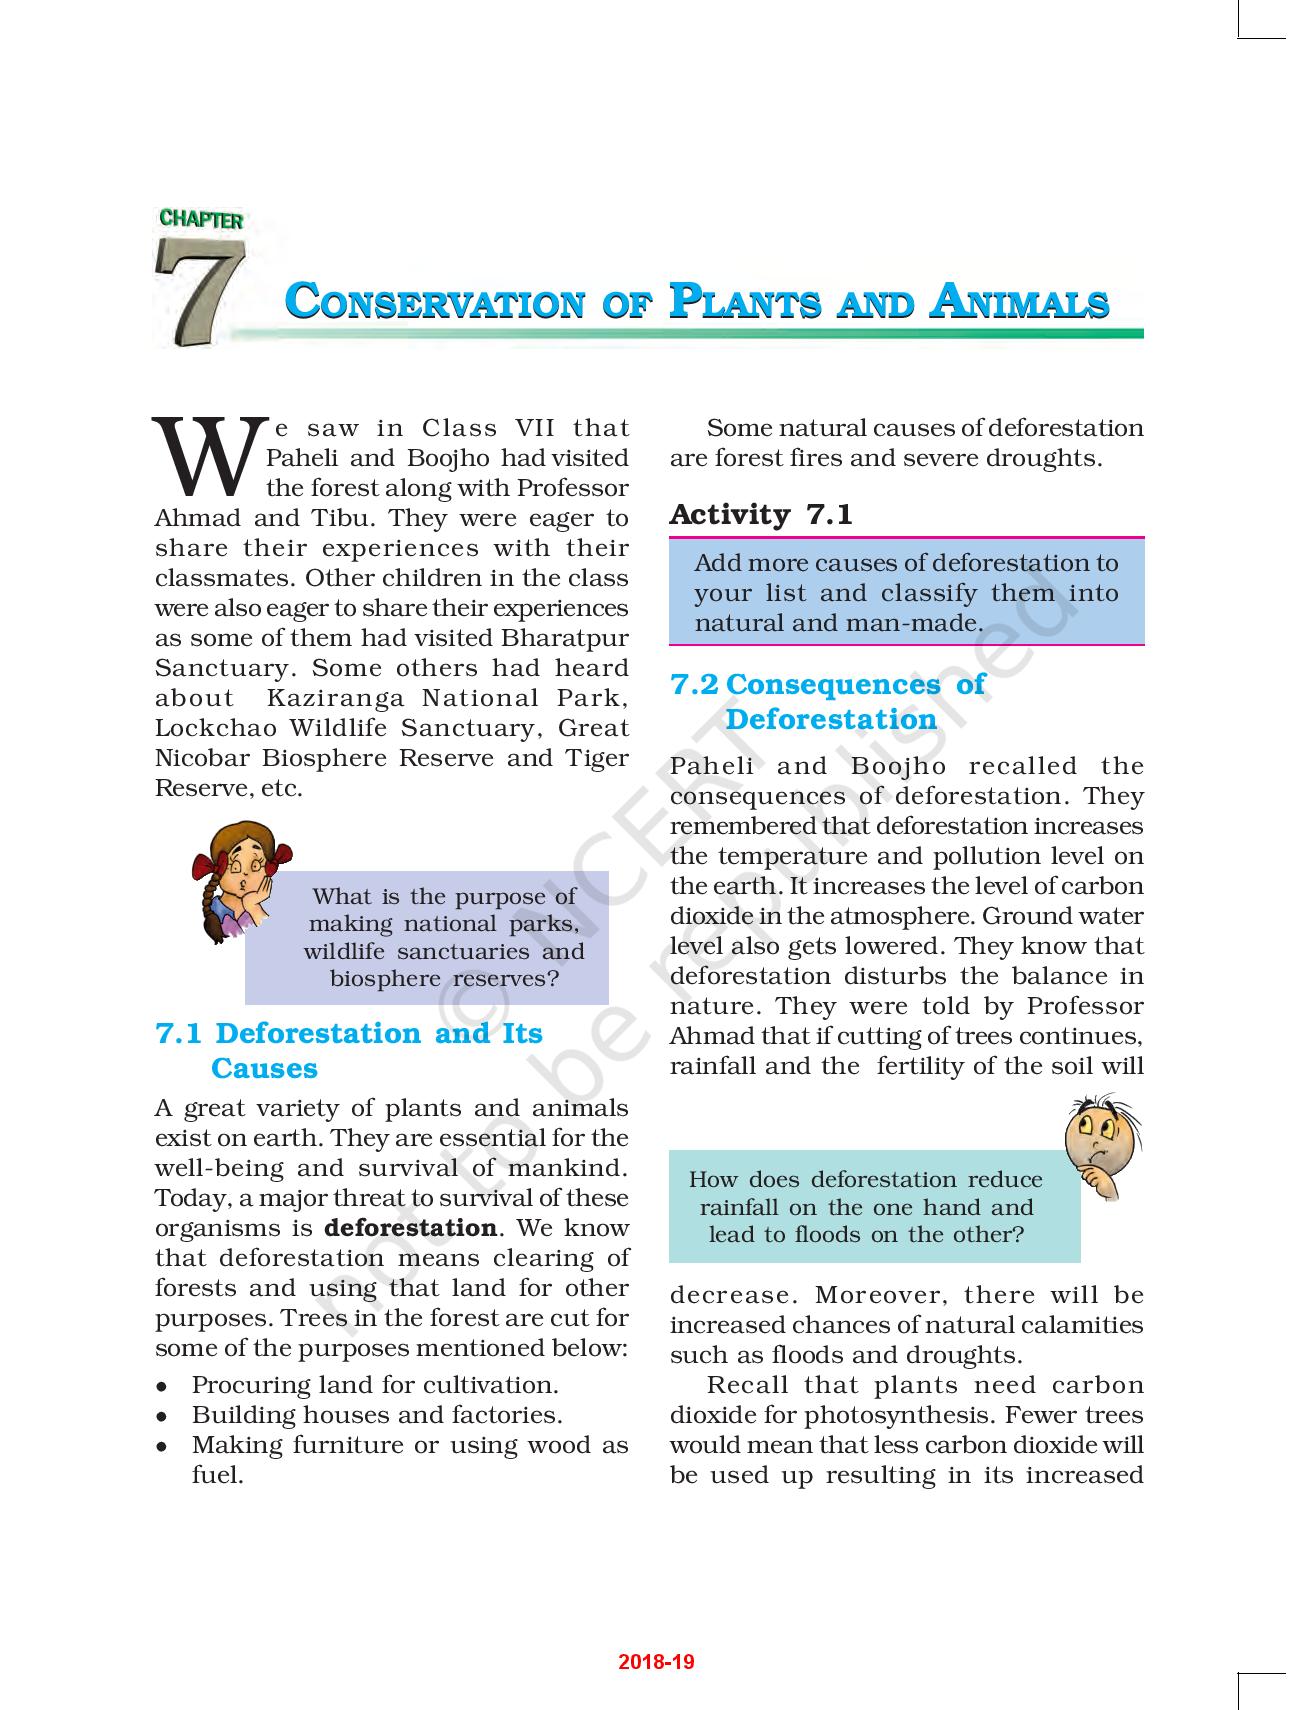 CHAPTER
7
CONSERVATION OF PLANTS AND ANIMALS
We saw in Class VII that
Paheli and Boojho had visited
the forest along with Professor
Ahmad and Tibu. They were eager to
share their experiences with their
classmates. Other children in the class
were also eager to share their experiences
as some of them had visited Bharatpur
Sanctuary. Some others had heard
about Kaziranga National Park,
Lockchao Wildlife Sanctuary, Great
Nicobar Biosphere Reserve and Tiger
Reserve, etc.
What is the purpose of
making national parks,
wildlife sanctuaries and
biosphere reserves?
7.1 Deforestation and Its
Causes
A great variety of plants and animals
exist on earth. They are essential for the
well-being and survival of mankind.
Today, a major threat to survival of these
organisms is deforestation. We know
that deforestation means clearing of
forests and using that land for other
purposes. Trees in the forest are cut for
some of the purposes mentioned below:
• Procuring land for cultivation.
• Building houses and factories.
• Making furniture or using wood as
fuel.
Some natural causes of deforestation
are forest fires and severe droughts.
Activity 7.1
Add more causes of deforestation to
your list and classify them into
natural and man-made.
7.2 Consequences of
Deforestation
Paheli and Boojho recalled the
consequences of deforestation. They
remembered that deforestation increases
the temperature and pollution level on
the earth. It increases the level of carbon
dioxide in the atmosphere. Ground water
level also gets lowered. They know that
deforestation disturbs the balance in
nature. They were told by Professor
Ahmad that if cutting of trees continues,
rainfall and the fertility of the soil will
How does deforestation reduce
rainfall on the one hand and
lead to floods on the other?
decrease. Moreover, there will be
increased chances of natural calamities
such as floods and droughts.
Recall that plants need carbon
dioxide for photosynthesis. Fewer trees
would mean that less carbon dioxide will
be used up resulting in its increased
© NCERT
not to be republished
2018-19